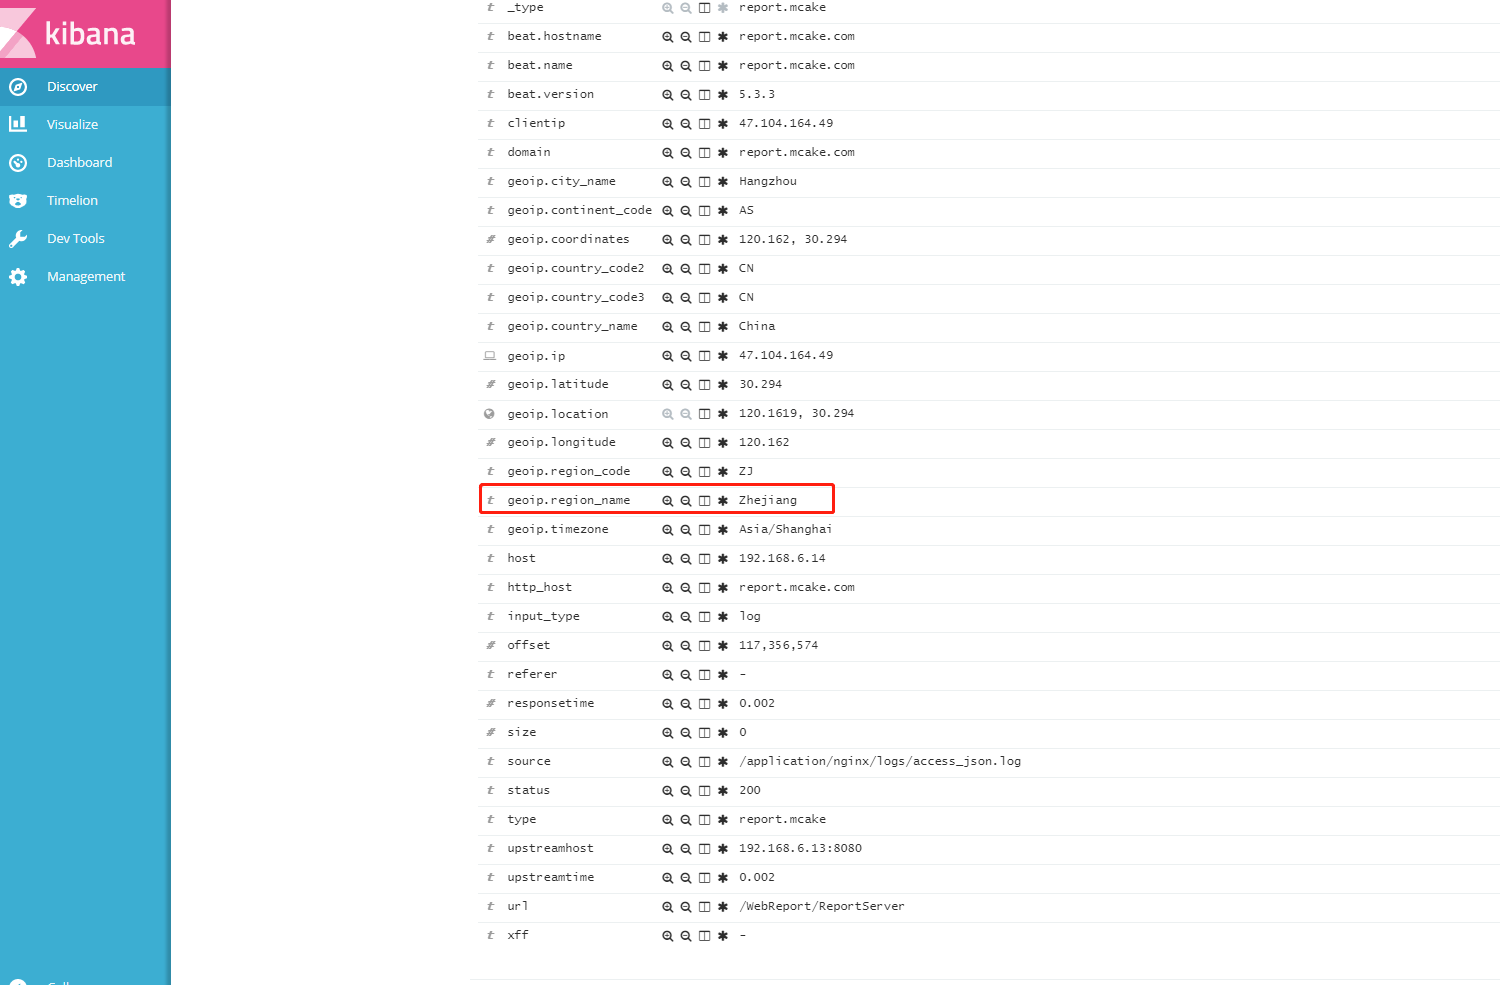 kibana
Discover
Visualize
Dashboard
Timelion
Dev Tools
Management
t _type report.mcake
t beat.hostname report.mcake.com
t beat.name report.mcake.com
t beat.version 5.3.3
t clientip 47.104.164.49
t domain report.mcake.com
t geoip.city_name Hangzhou
t geoip.continent_code AS
# geoip.coordinates 120.162, 30.294
t geoip.country_code2 CN
t geoip.country_code3 CN
t geoip.country_name China
geoip.ip 47.104.164.49
# geoip.latitude 30.294
geoip.location 120.1619, 30.294
# geoip.longitude 120.162
t geoip.region_code ZJ
t geoip.region_name Zhejiang
t geoip.timezone Asia/Shanghai
t host 192.168.6.14
t http_host report.mcake.com
t input_type log
# offset 117,356,574
t referer -
# responsetime 0.002
# size 0
t source /application/nginx/logs/access_json.log
t status 200
t type report.mcake
t upstreamhost 192.168.6.13:8080
t upstreamtime 0.002
t url /WebReport/ReportServer
t xff -